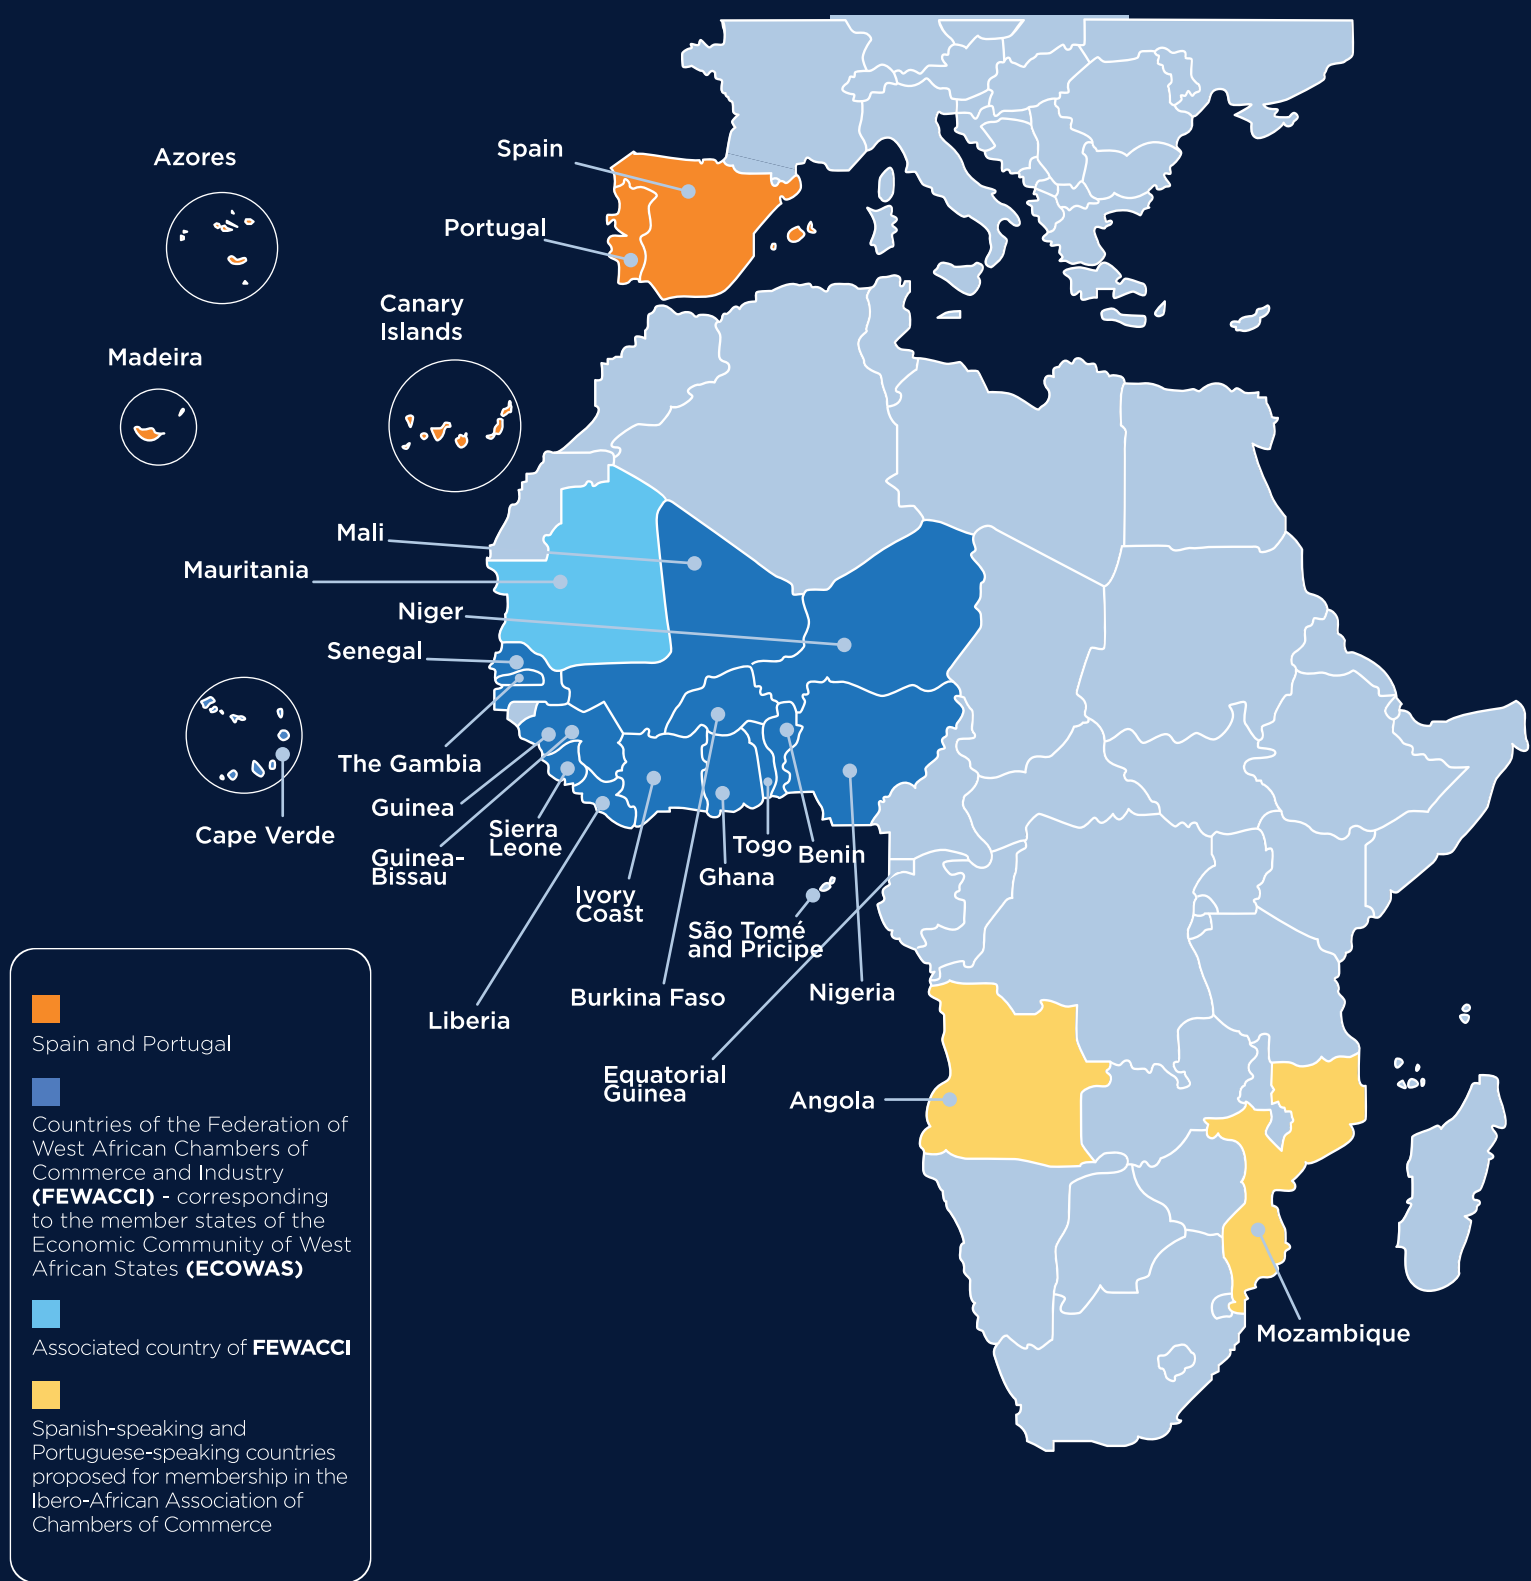 Spain
Azores
Portugal
Canary
Islands
Madeira
Mali
Mauritania
Niger
Senegal
The Gambia
Guinea
Cape Verde
Sierra
Leone
Guinea-
Bissau
Togo
Benin
Ghana
Ivory
Coast
São Tomé
and Pricipe
Nigeria
Burkina Faso
Liberia
Equatorial
Guinea
Angola
Mozambique
Spain and Portugal
Countries of the Federation of
West African Chambers of
Commerce and Industry
(FEWACCI) - corresponding
to the member states of the
Economic Community of West
African States (ECOWAS)
Associated country of FEWACCI
Spanish-speaking and
Portuguese-speaking countries
proposed for membership in the
Ibero-African Association of
Chambers of Commerce